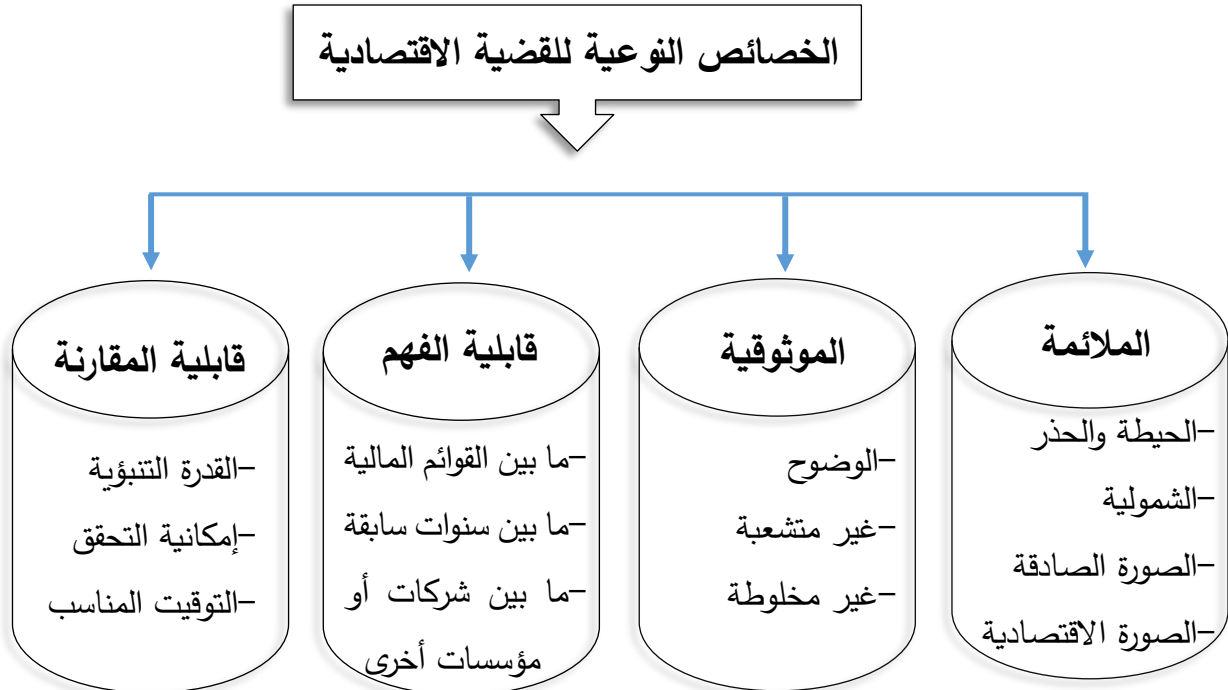 الخصائص النوعية للقضية الاقتصادية
الملائمة
-الحيطة والحذر
-الشمولية
-الصورة الصادقة
-الصورة الاقتصادية
الموثوقية
-الوضوح
-غير متشعبة
-غير مخلوطة
قابلية الفهم
-ما بين القوائم المالية
-ما بين سنوات سابقة
-ما بين شركات أو
مؤسسات أخرى
قابلية المقارنة
-القدرة التنبؤية
-إمكانية التحقق
-التوقيت المناسب